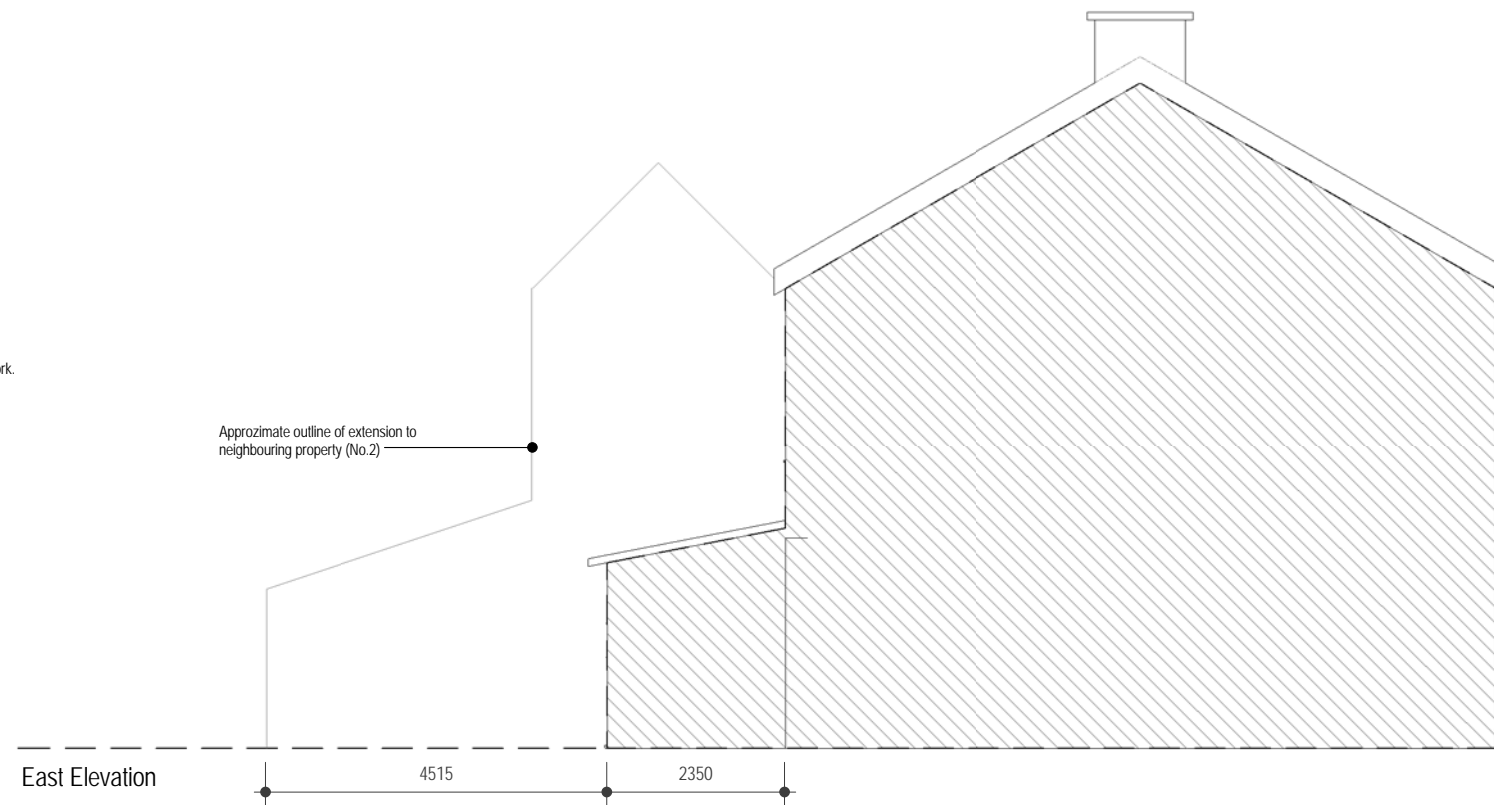 rk.
Approzimate outline of extension to
neighbouring property (No.2)
East Elevation
4515
2350